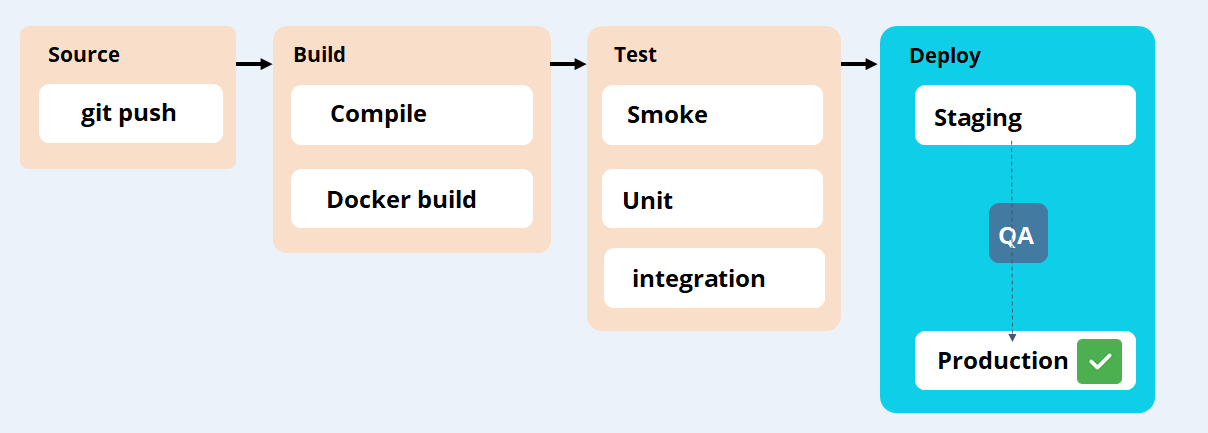 Source
git push
Build
Compile
Docker build
Test
Smoke
Unit
integration
Deploy
Staging
QA
Production